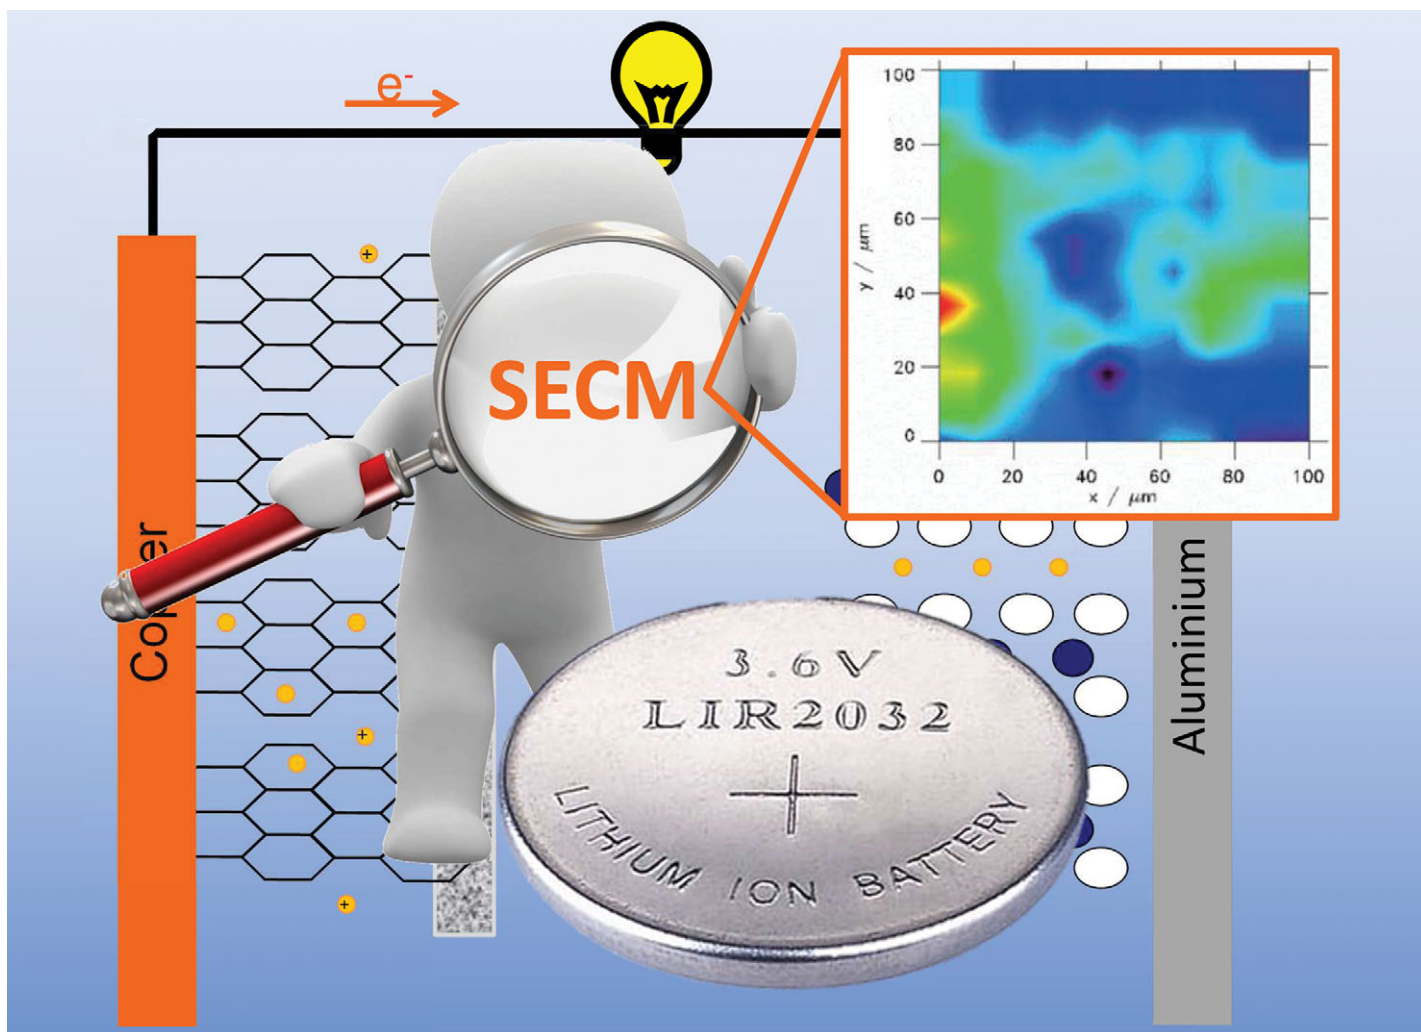 e-
SECM
100
80
60
40
20
0
y / μm
0 20 40 60 80 100
x / μm
+
+
+
Aluminium
3.6V
LIR2032
LITHIUM ION BATTERY